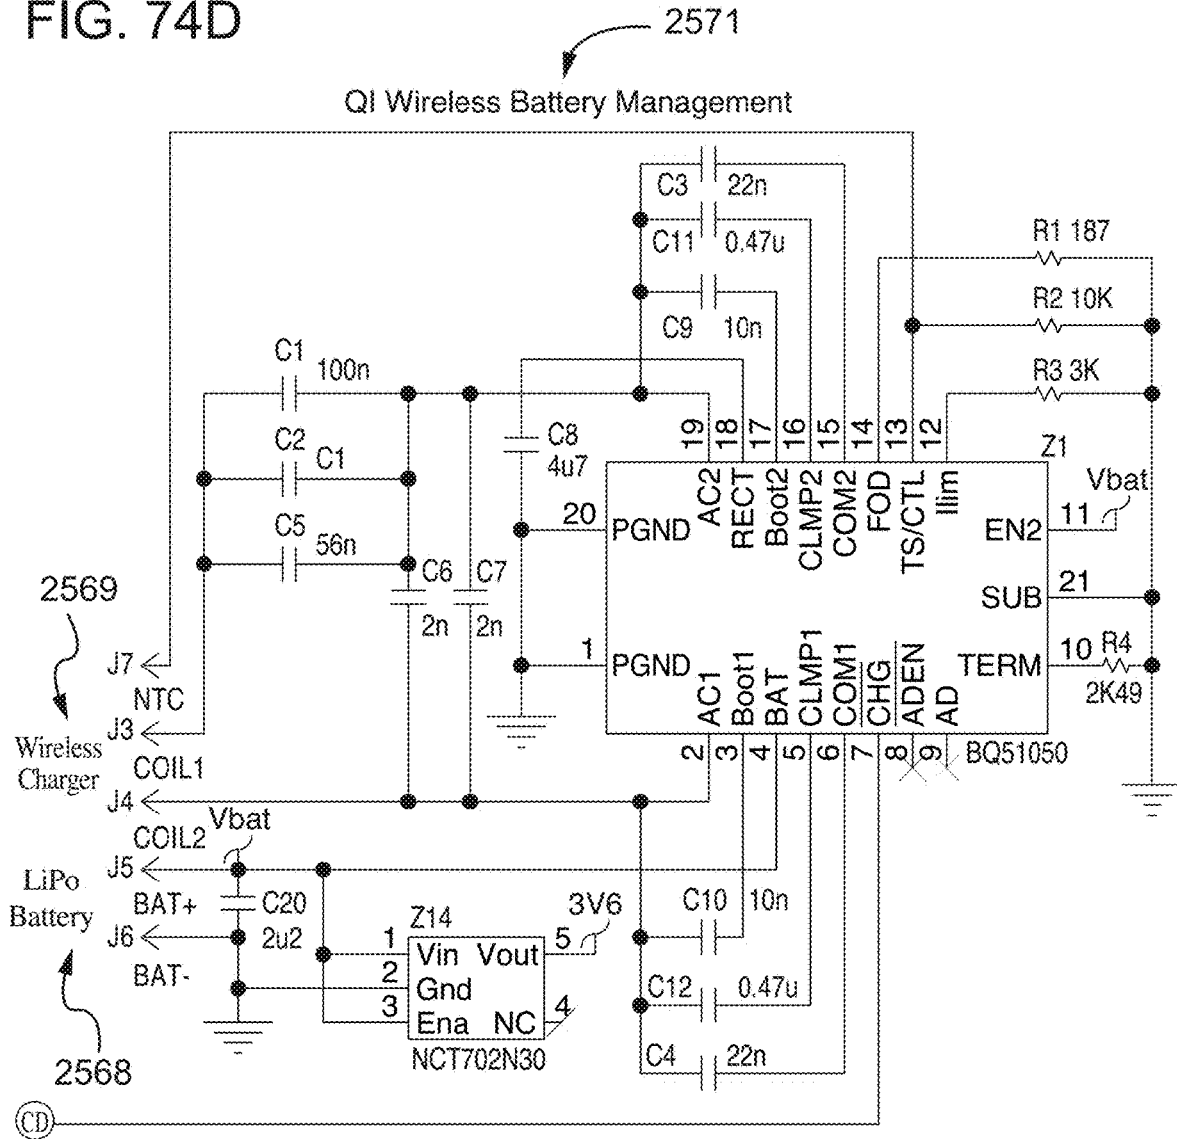 FIG. 74D
2571
QI Wireless Battery Management
C3 22n
C11 0.47u
C9 10n
R1 187
R2 10K
R3 3K
C1 100n
C2 C1
C5 56n
C6 2n
C7 2n
C8 4u7
19 18 17 16 15 14 13 12
Z1
AC2 RECT Boot2 CLMP2 COM2 FOD TS/CTL Ilim
20 PGND
EN2 11 Vbat
SUB 21
1 PGND
TERM 10 R4
2K49
AC1 Boot1 BAT CLMP1 COM1 CHG ADEN AD
2 3 4 5 6 7 8 9
BQ51050
2569
J7
NTC
J3
Wireless
Charger
COIL1
J4
COIL2
Vbat
J5
LiPo
Battery
BAT+
C20
2u2
J6
BAT-
2568
Z14
1 Vin Vout 5 3V6
2 Gnd
3 Ena NC 4
NCT702N30
C10 10n
C12 0.47u
C4 22n
CD